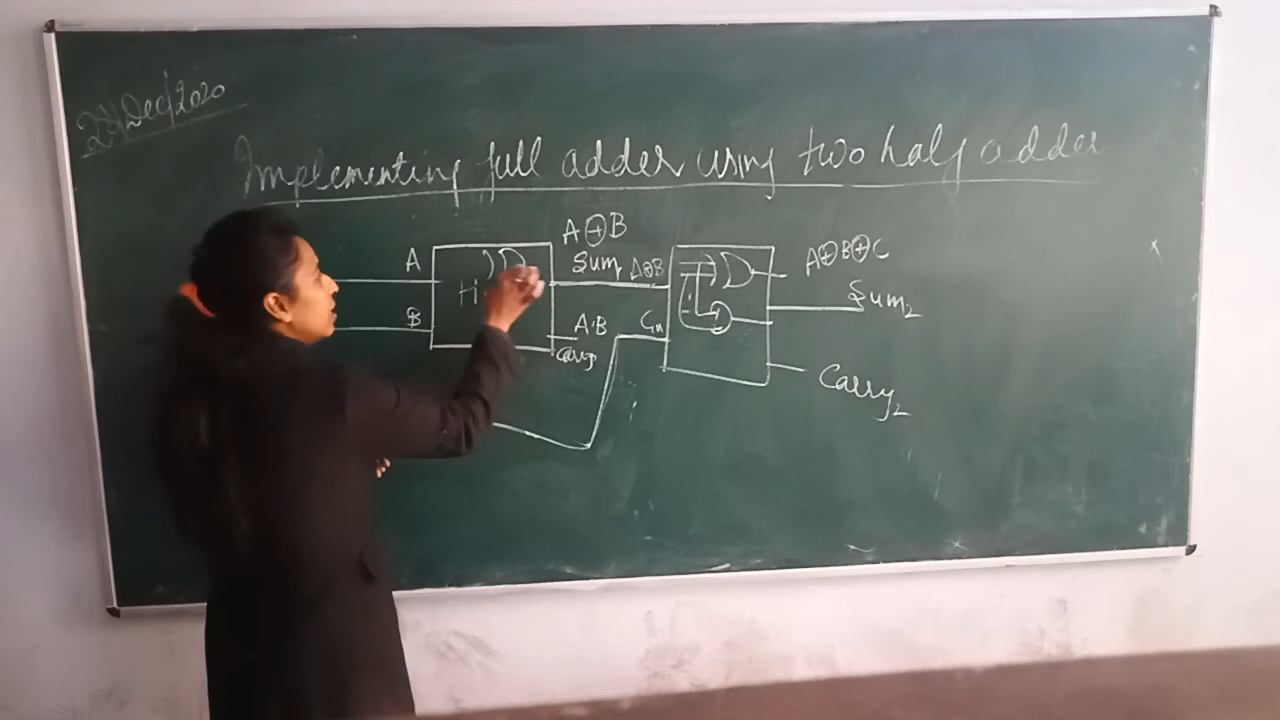 28/Dec/2020
Implementing full adder using two half adder
A⊕B
Sum
A
B
H
A·B
Carry
A⊕B
Cin
A⊕B⊕C
Sum2
Carry2